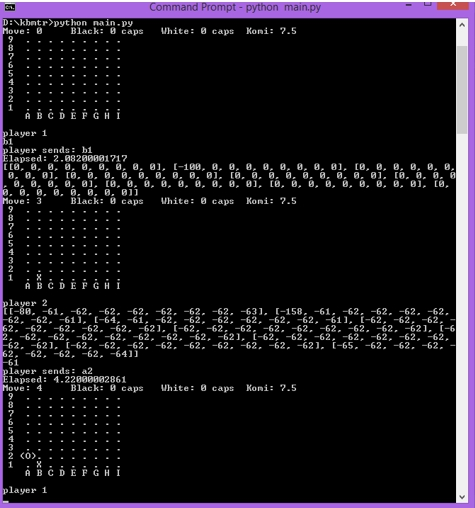 Command Prompt - python main.py
D:\kbmtr>python main.py
Move: 0 Black: 0 caps White: 0 caps Komi: 7.5
9 . . . . . . . . .
8 . . . . . . . . .
7 . . . . . . . . .
6 . . . . . . . . .
5 . . . . . . . . .
4 . . . . . . . . .
3 . . . . . . . . .
2 . . . . . . . . .
1 . . . . . . . . .
A B C D E F G H I
player 1
b1
player sends: b1
Elapsed: 2.08200001717
[[0, 0, 0, 0, 0, 0, 0, 0, 0], [-100, 0, 0, 0, 0, 0, 0, 0, 0], [0, 0, 0, 0, 0, 0,
0, 0, 0], [0, 0, 0, 0, 0, 0, 0, 0, 0], [0, 0, 0, 0, 0, 0, 0, 0, 0], [0, 0, 0, 0
, 0, 0, 0, 0, 0], [0, 0, 0, 0, 0, 0, 0, 0, 0], [0, 0, 0, 0, 0, 0, 0, 0, 0], [0,
0, 0, 0, 0, 0, 0, 0, 0]]
Move: 3 Black: 0 caps White: 0 caps Komi: 7.5
9 . . . . . . . . .
8 . . . . . . . . .
7 . . . . . . . . .
6 . . . . . . . . .
5 . . . . . . . . .
4 . . . . . . . . .
3 . . . . . . . . .
2 . . . . . . . . .
1 . X . . . . . . .
A B C D E F G H I
player 2
[[-80, -61, -62, -62, -62, -62, -62, -62, -63], [-158, -61, -62, -62, -62, -62,
-62, -62, -61], [-64, -61, -62, -62, -62, -62, -62, -62, -61], [-62, -62, -62, -
62, -62, -62, -62, -62, -62], [-62, -62, -62, -62, -62, -62, -62, -62, -62], [-6
2, -62, -62, -62, -62, -62, -62, -62, -62], [-62, -62, -62, -62, -62, -62, -62,
-62, -62], [-62, -62, -62, -62, -62, -62, -62, -62, -62], [-65, -62, -62, -62, -
62, -62, -62, -62, -64]]
-61
player sends: a2
Elapsed: 4.22000002861
Move: 4 Black: 0 caps White: 0 caps Komi: 7.5
9 . . . . . . . . .
8 . . . . . . . . .
7 . . . . . . . . .
6 . . . . . . . . .
5 . . . . . . . . .
4 . . . . . . . . .
3 . . . . . . . . .
2 (O). . . . . . . .
1 . X . . . . . . .
A B C D E F G H I
player 1